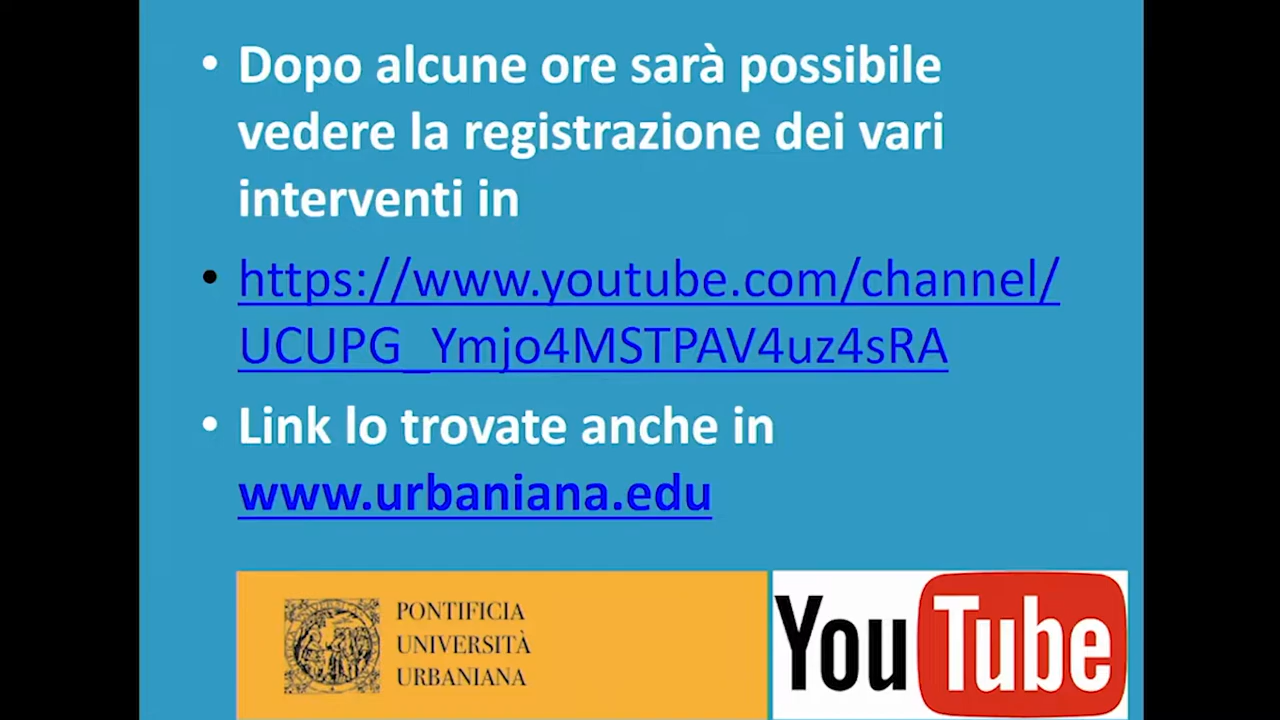 • Dopo alcune ore sarà possibile
vedere la registrazione dei vari
interventi in
• https://www.youtube.com/channel/
UCUPG_Ymjo4MSTPAV4uz4sRA
• Link lo trovate anche in
www.urbaniana.edu
PONTIFICIA
UNIVERSITÀ
URBANIANA
YouTube